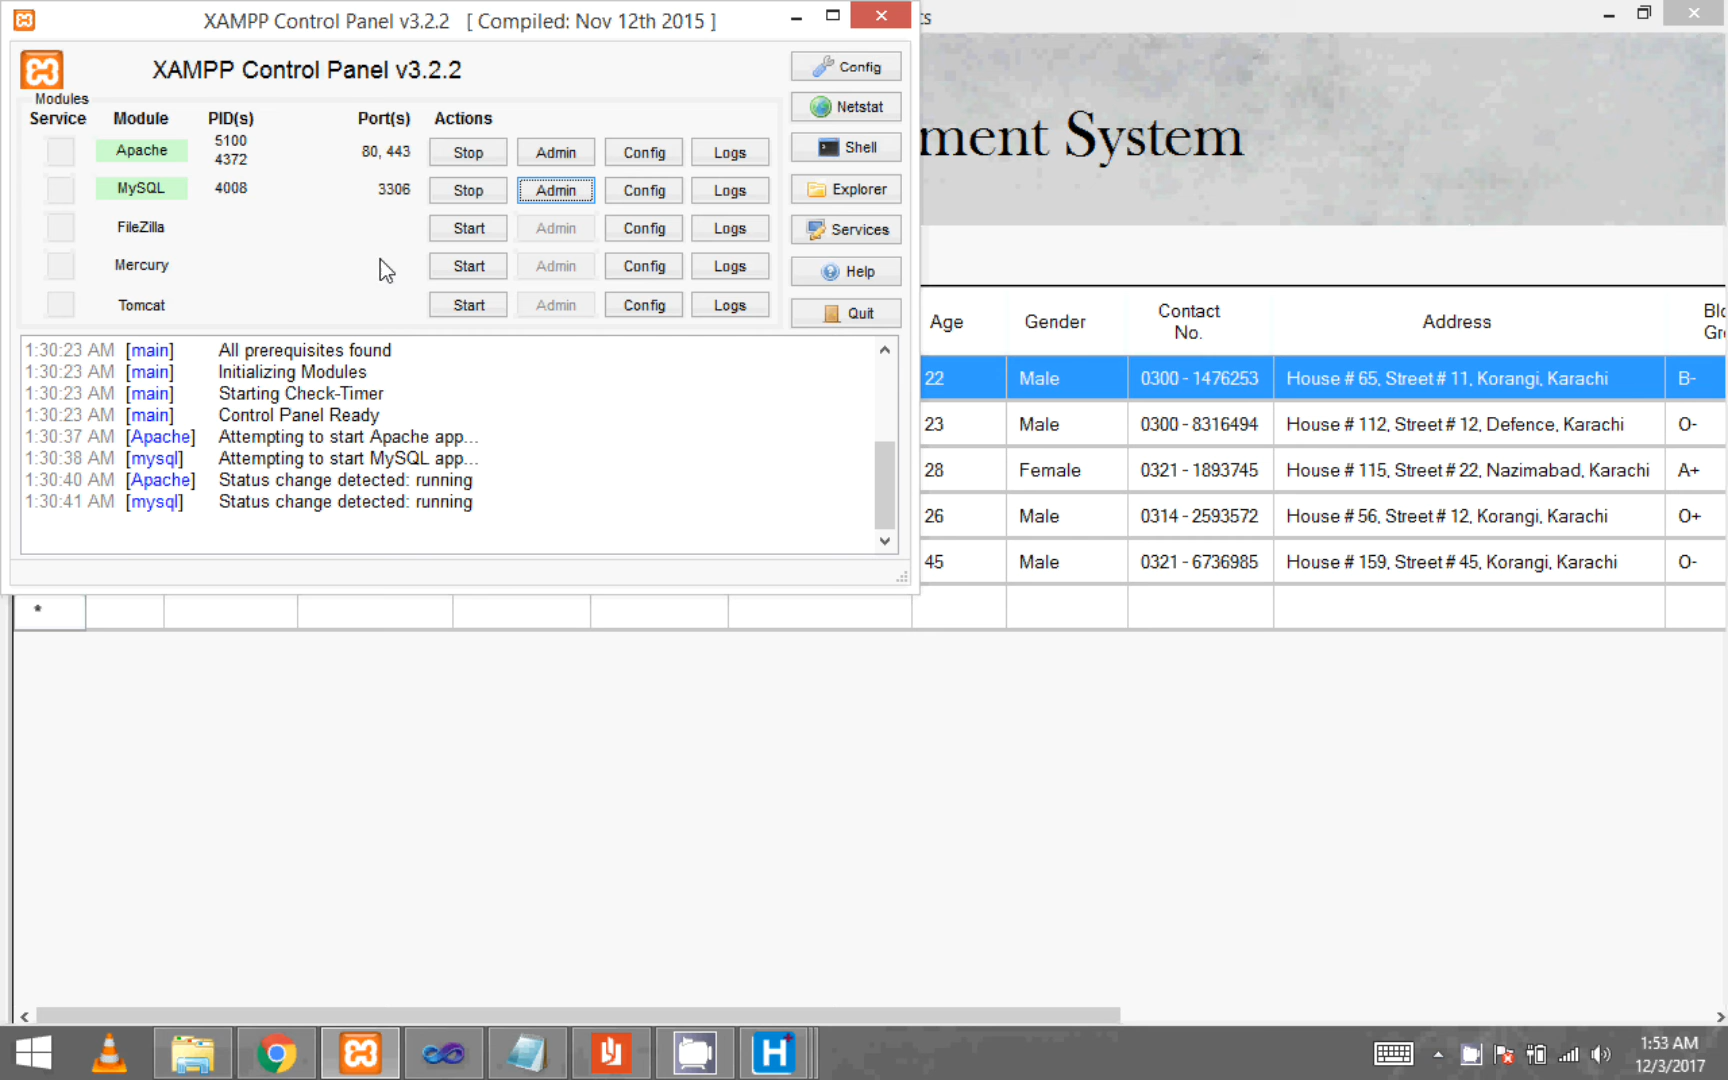 XAMPP Control Panel v3.2.2 [ Compiled: Nov 12th 2015 ]
XAMPP Control Panel v3.2.2
Modules
Service Module PID(s) Port(s) Actions
Apache 5100 4372 80, 443 Stop Admin Config Logs
MySQL 4008 3306 Stop Admin Config Logs
FileZilla Start Admin Config Logs
Mercury Start Admin Config Logs
Tomcat Start Admin Config Logs
Config
Netstat
Shell
Explorer
Services
Help
Quit
1:30:23 AM [main] All prerequisites found
1:30:23 AM [main] Initializing Modules
1:30:23 AM [main] Starting Check-Timer
1:30:23 AM [main] Control Panel Ready
1:30:37 AM [Apache] Attempting to start Apache app...
1:30:38 AM [mysql] Attempting to start MySQL app...
1:30:40 AM [Apache] Status change detected: running
1:30:41 AM [mysql] Status change detected: running
ment System
Age Gender Contact No. Address
22 Male 0300 - 1476253 House # 65, Street # 11, Korangi, Karachi B-
23 Male 0300 - 8316494 House # 112, Street # 12, Defence, Karachi O-
28 Female 0321 - 1893745 House # 115, Street # 22, Nazimabad, Karachi A+
26 Male 0314 - 2593572 House # 56, Street # 12, Korangi, Karachi O+
45 Male 0321 - 6736985 House # 159, Street # 45, Korangi, Karachi O-
*
1:53 AM
12/3/2017